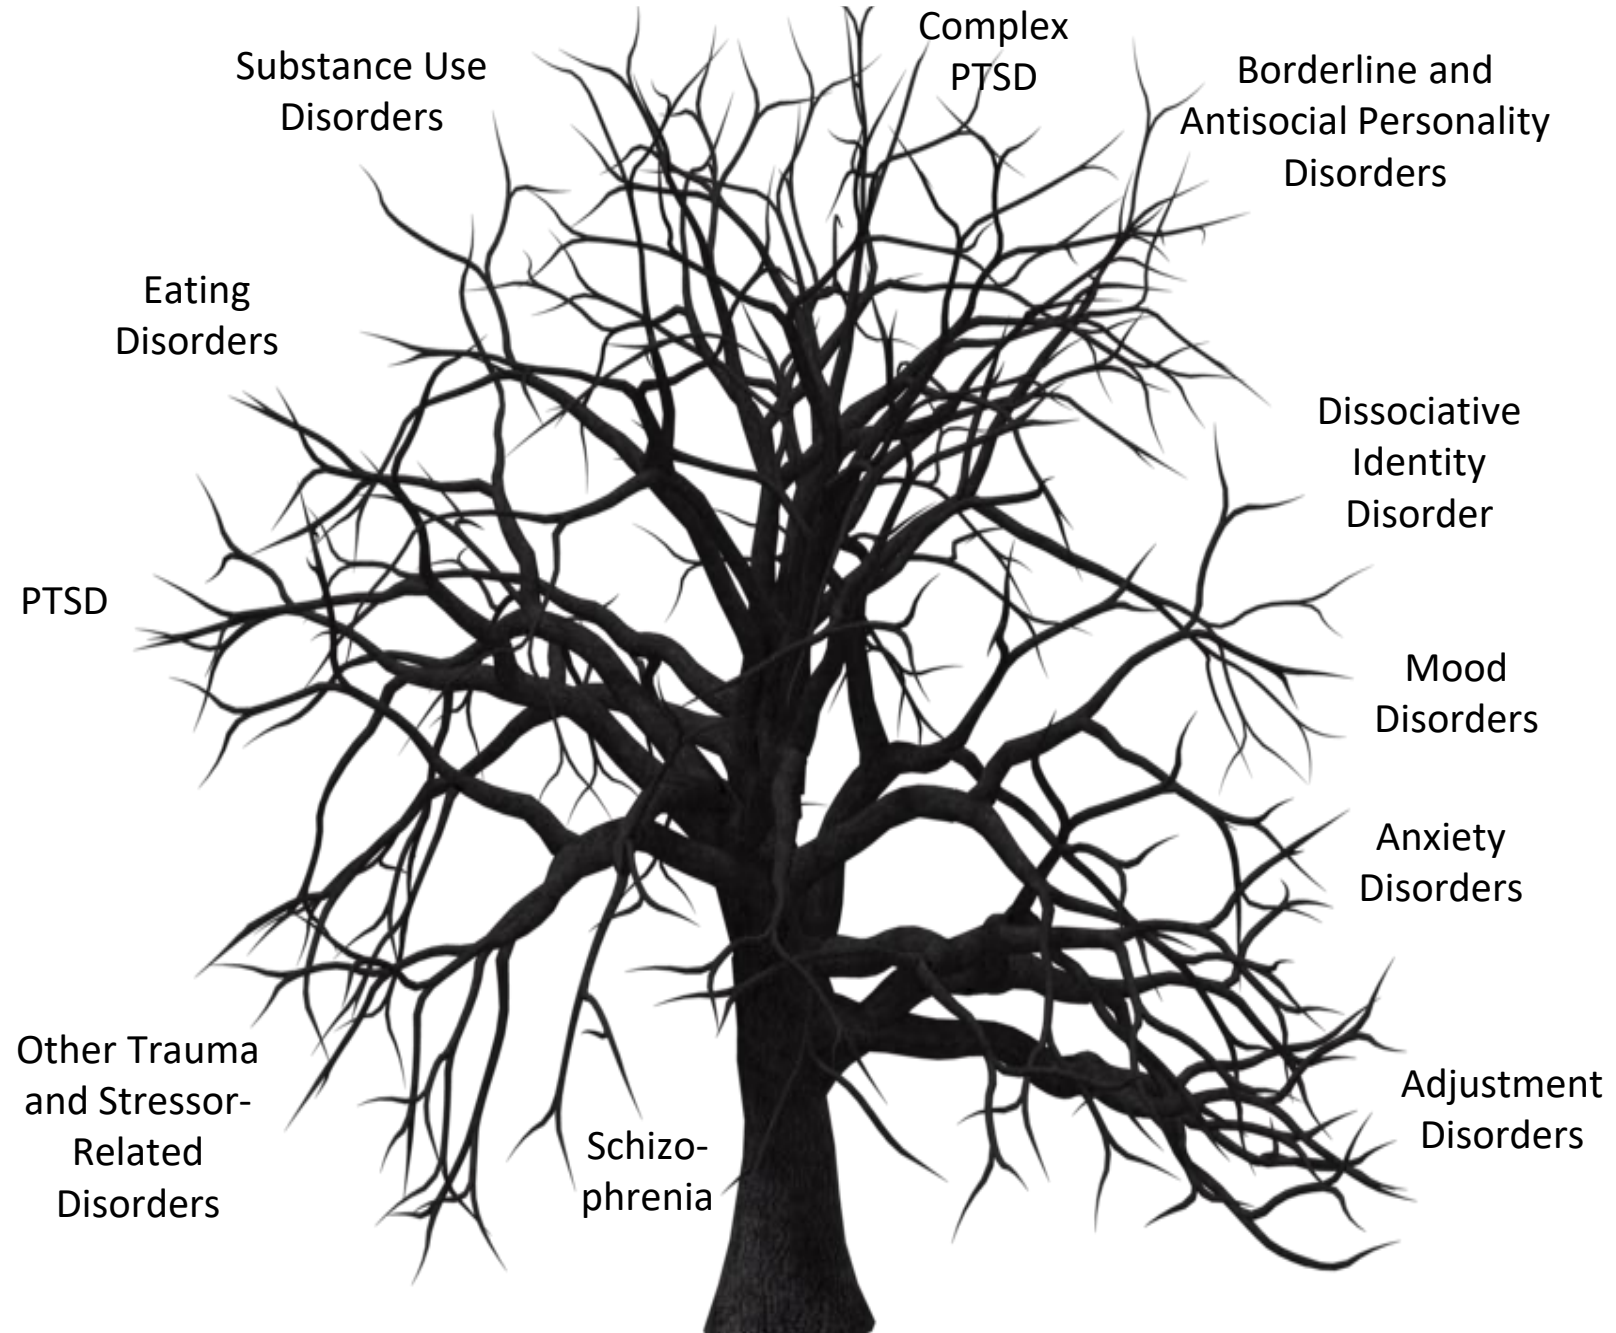 Complex
PTSD
Substance Use
Disorders
Borderline and
Antisocial Personality
Disorders
Eating
Disorders
Dissociative
Identity
Disorder
PTSD
Mood
Disorders
Anxiety
Disorders
Other Trauma
and Stressor-
Related
Disorders
Adjustment
Disorders
Schizo-
phrenia